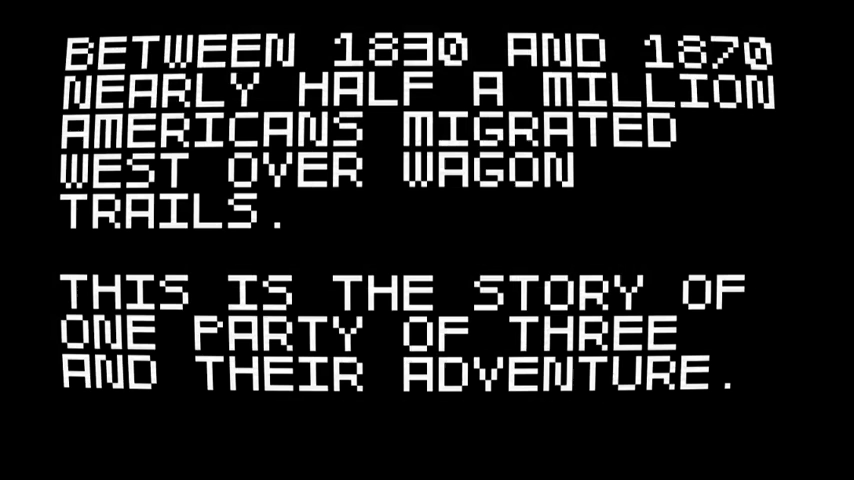 BETWEEN 1830 AND 1870
NEARLY HALF A MILLION
AMERICANS MIGRATED
WEST OVER WAGON
TRAILS.
THIS IS THE STORY OF
ONE PARTY OF THREE
AND THEIR ADVENTURE.